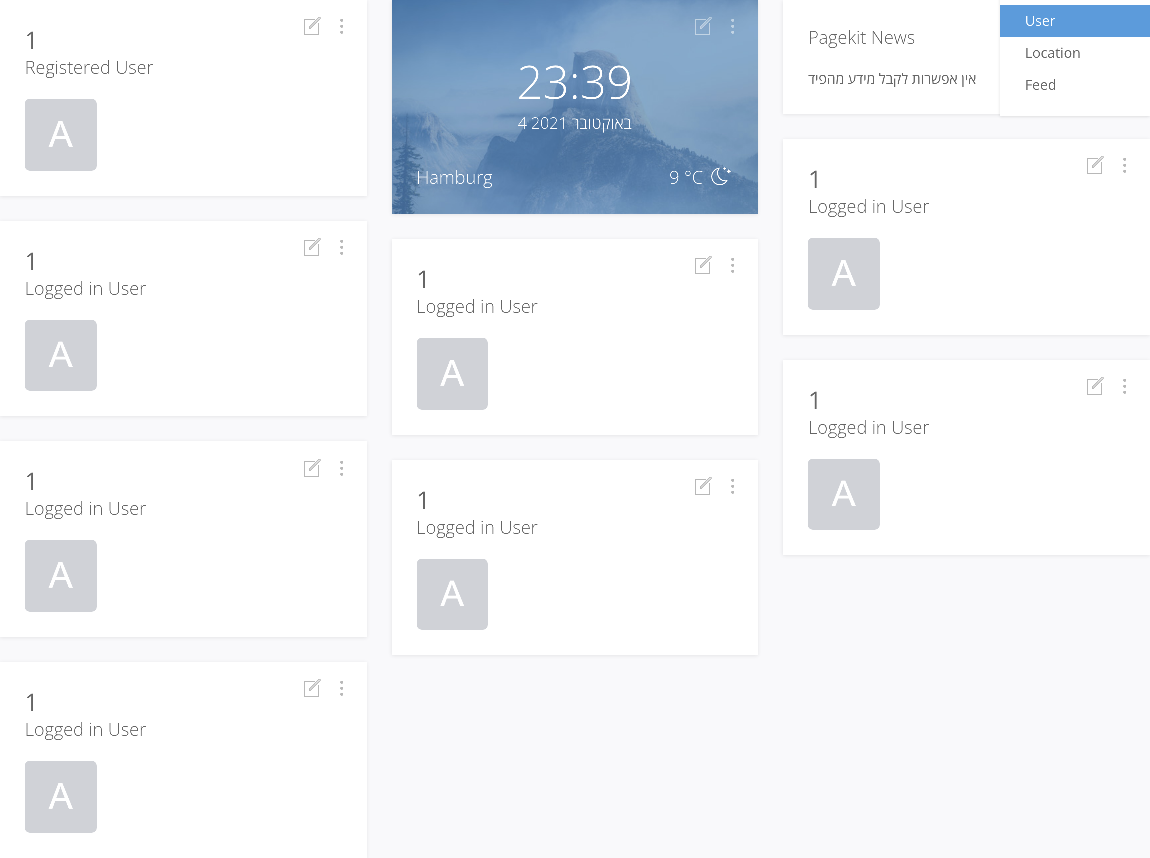 1
Registered User
A
1
Logged in User
A
1
Logged in User
A
1
Logged in User
A
23:39
4 באוקטובר 2021
Hamburg
9 °C
1
Logged in User
A
1
Logged in User
A
Pagekit News
אין אפשרות לקבל מידע מהפיד
User
Location
Feed
1
Logged in User
A
1
Logged in User
A